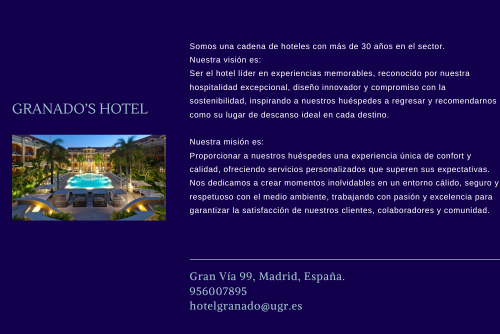 Somos una cadena de hoteles con más de 30 años en el sector.
Nuestra visión es:
Ser el hotel líder en experiencias memorables, reconocido por nuestra
hospitalidad excepcional, diseño innovador y compromiso con la
sostenibilidad, inspirando a nuestros huéspedes a regresar y recomendarnos
como su lugar de descanso ideal en cada destino.
GRANADO'S HOTEL
Nuestra misión es:
Proporcionar a nuestros huéspedes una experiencia única de confort y
calidad, ofreciendo servicios personalizados que superen sus expectativas.
Nos dedicamos a crear momentos inolvidables en un entorno cálido, seguro y
respetuoso con el medio ambiente, trabajando con pasión y excelencia para
garantizar la satisfacción de nuestros clientes, colaboradores y comunidad.
Gran Vía 99, Madrid, España.
956007895
hotelgranado@ugr.es